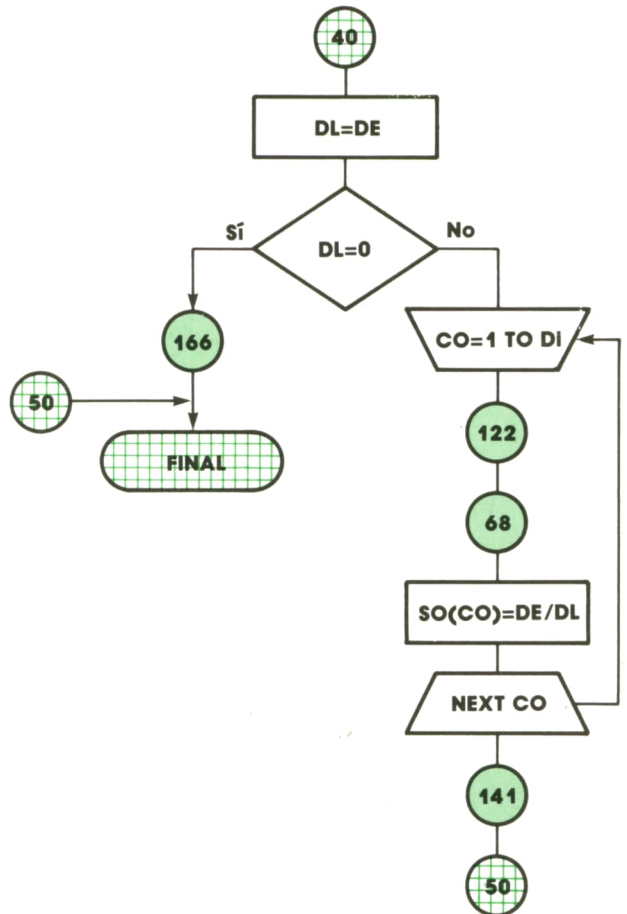 40
DL=DE
DL=0
Sí
No
166
50
FINAL
CO=1 TO Di
122
68
SO(CO)=DE/DL
NEXT CO
141
50